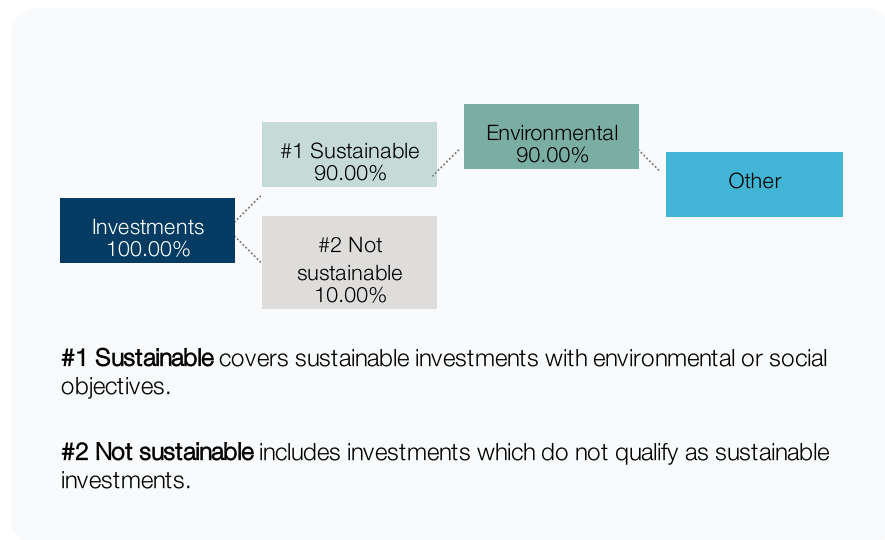 Investments
100.00%
#1 Sustainable
90.00%
#2 Not
sustainable
10.00%
Environmental
90.00%
Other
#1 Sustainable covers sustainable investments with environmental or social
objectives.
#2 Not sustainable includes investments which do not qualify as sustainable
investments.